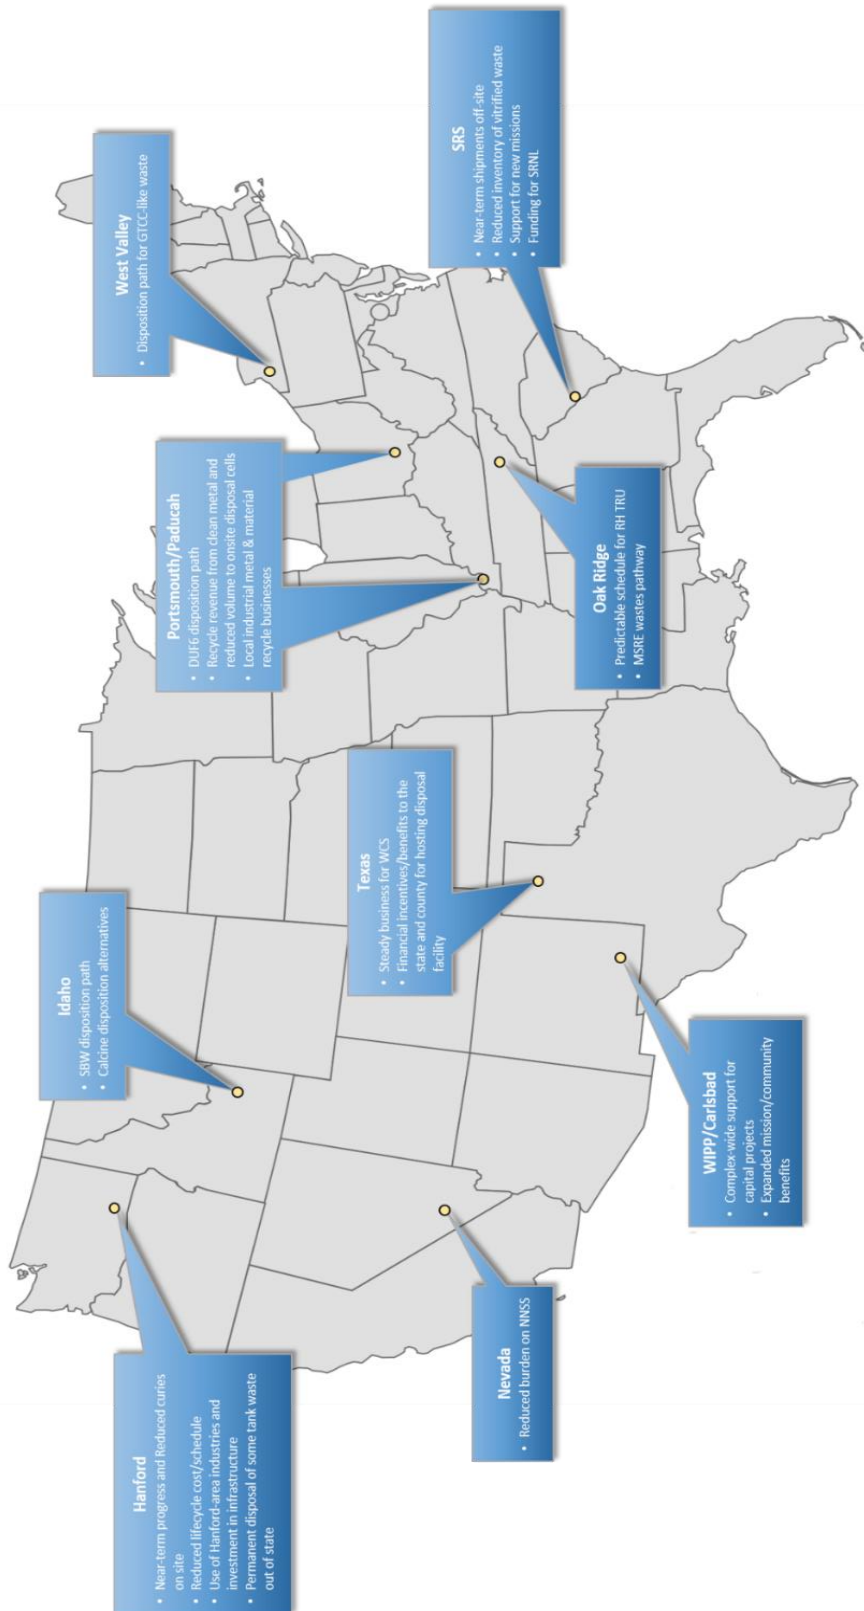 Hanford
• Near-term progress and Reduced curies
on site
• Reduced lifecycle cost/schedule
• Use of Hanford-area industries and
investment in infrastructure
• Permanent disposal of some tank waste
out of state
Idaho
• SBW disposition path
• Calcine disposition alternatives
Portsmouth/Paducah
• DUF6 disposition path
• Recycle revenue from clean metal and
reduced volume to onsite disposal cells
• Local industrial metal & material
recycle businesses
West Valley
• Disposition path for GTCC-like waste
Nevada
• Reduced burden on NNSS
Texas
• Steady business for WCS
• Financial incentives/benefits to the
state and county for hosting disposal
facility
WIPP/Carlsbad
• Complex-wide support for
capital projects
• Expanded mission/community
benefits
Oak Ridge
• Predictable schedule for RH TRU
• MSRE wastes pathway
SRS
• Near-term shipments off-site
• Reduced inventory of vitrified waste
• Support for new missions
• Funding for SRNL